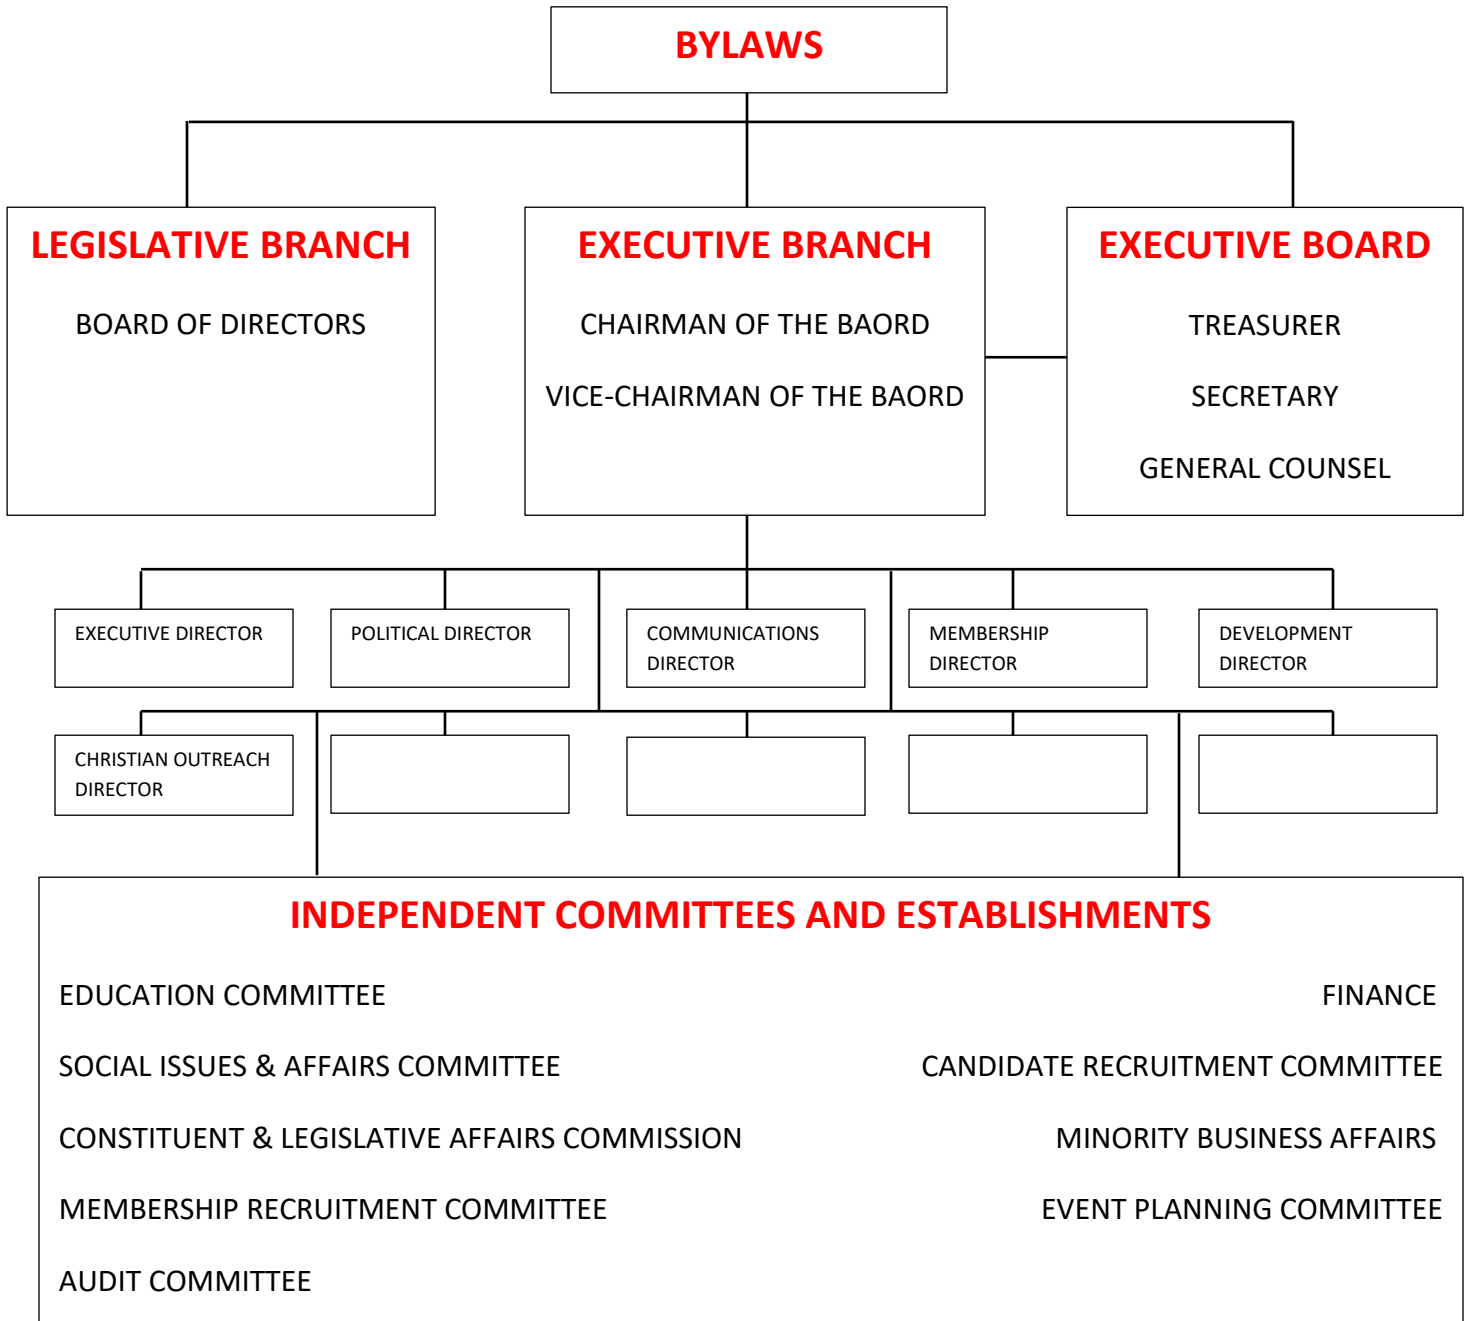 BYLAWS
LEGISLATIVE BRANCH
BOARD OF DIRECTORS
EXECUTIVE BRANCH
CHAIRMAN OF THE BAORD
VICE-CHAIRMAN OF THE BAORD
EXECUTIVE BOARD
TREASURER
SECRETARY
GENERAL COUNSEL
EXECUTIVE DIRECTOR
POLITICAL DIRECTOR
COMMUNICATIONS
DIRECTOR
MEMBERSHIP
DIRECTOR
DEVELOPMENT
DIRECTOR
CHRISTIAN OUTREACH
DIRECTOR
INDEPENDENT COMMITTEES AND ESTABLISHMENTS
EDUCATION COMMITTEE
FINANCE
SOCIAL ISSUES & AFFAIRS COMMITTEE
CANDIDATE RECRUITMENT COMMITTEE
CONSTITUENT & LEGISLATIVE AFFAIRS COMMISSION
MINORITY BUSINESS AFFAIRS
MEMBERSHIP RECRUITMENT COMMITTEE
EVENT PLANNING COMMITTEE
AUDIT COMMITTEE